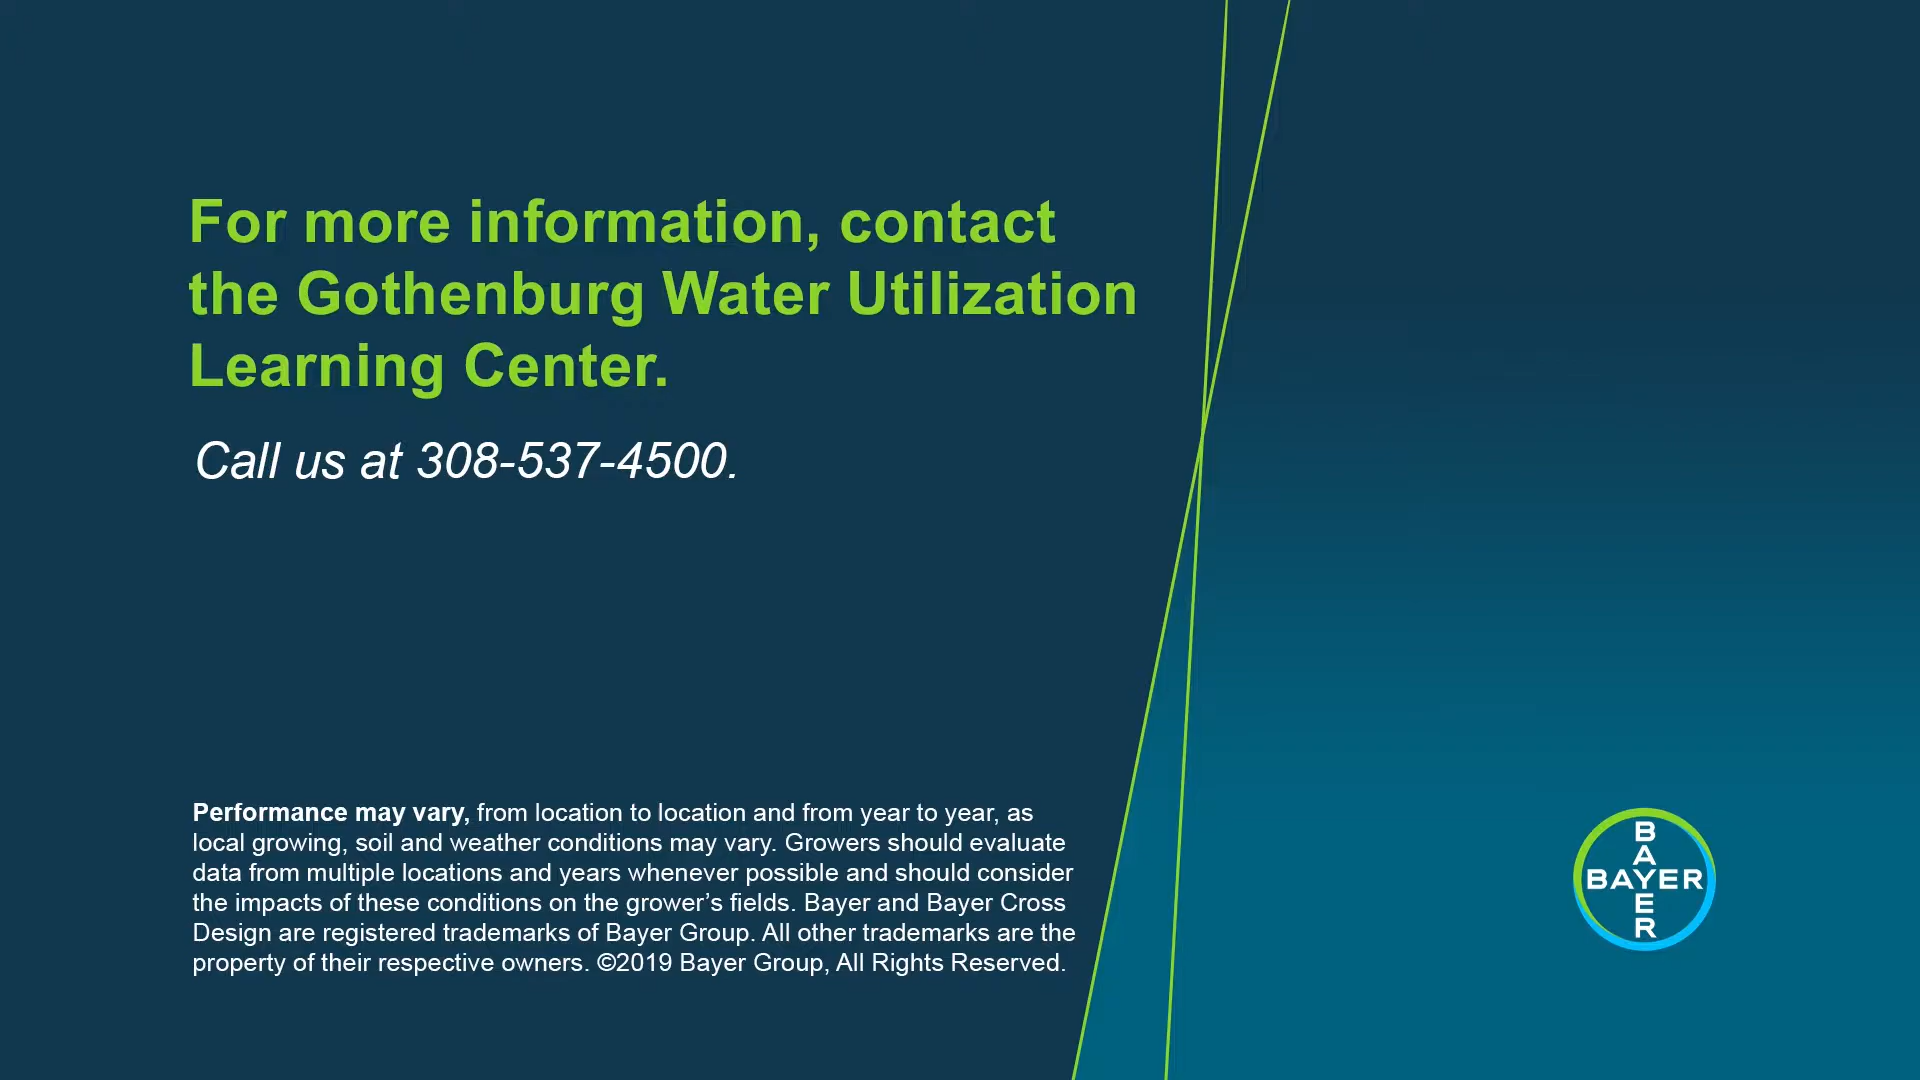 For more information, contact
the Gothenburg Water Utilization
Learning Center.
Call us at 308-537-4500.
Performance may vary, from location to location and from year to year, as
local growing, soil and weather conditions may vary. Growers should evaluate
data from multiple locations and years whenever possible and should consider
the impacts of these conditions on the grower’s fields. Bayer and Bayer Cross
Design are registered trademarks of Bayer Group. All other trademarks are the
property of their respective owners. ©2019 Bayer Group, All Rights Reserved.
BAYER
BAYER